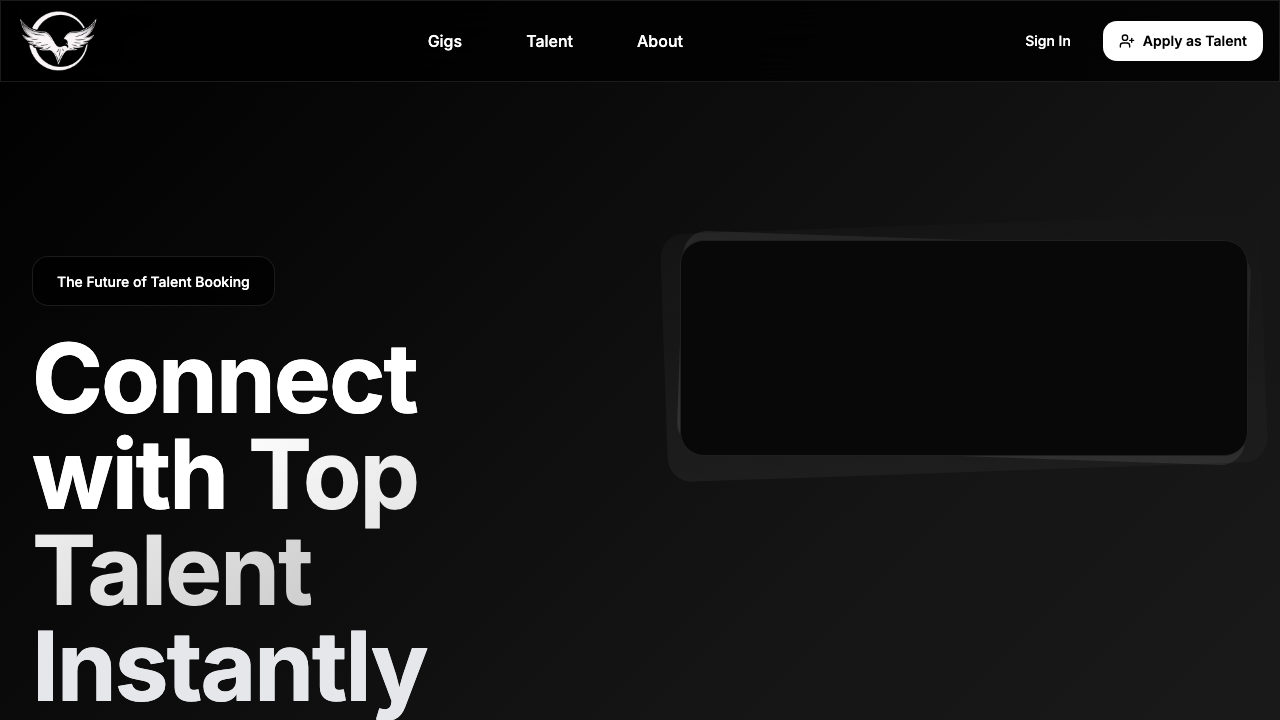 Gigs
Talent
About
Sign In
Apply as Talent
The Future of Talent Booking
Connect
with Top
Talent
Instantly